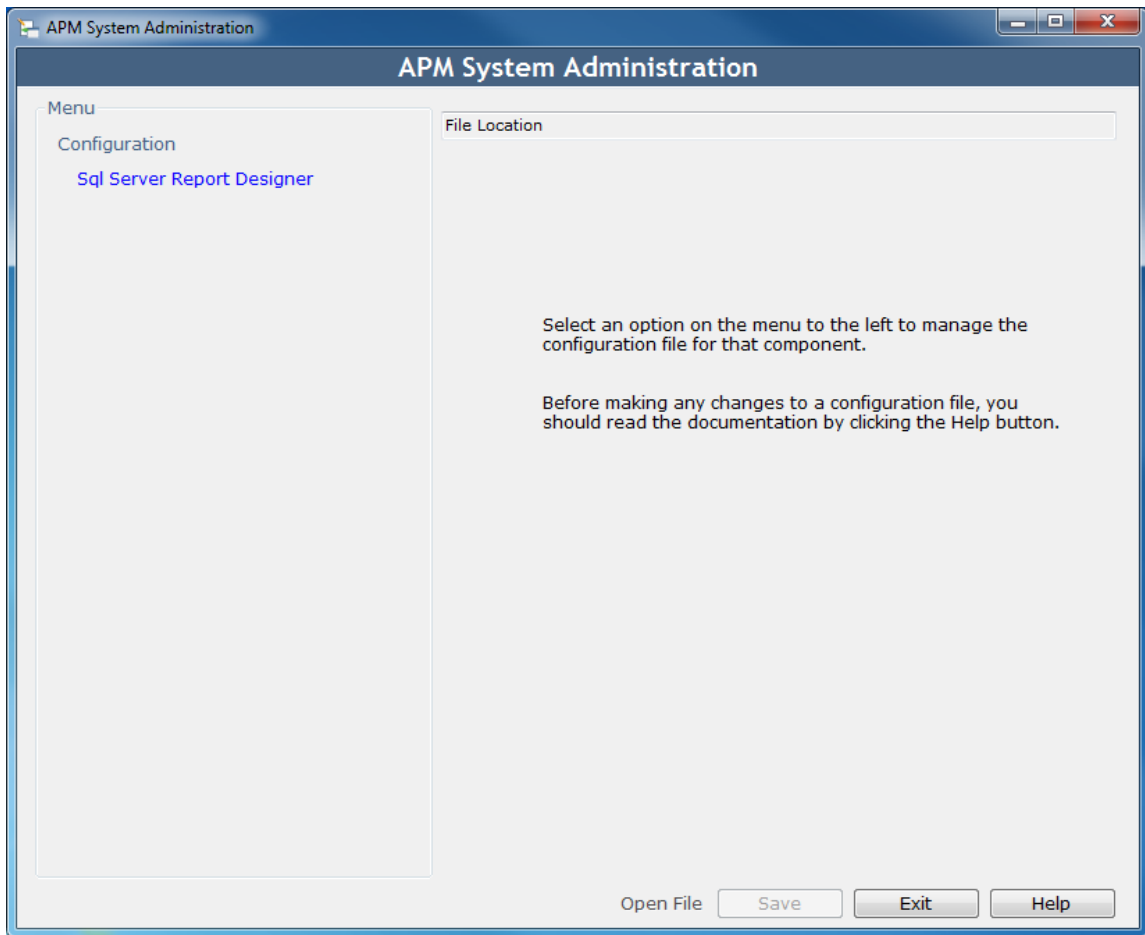 APM System Administration
APM System Administration
Menu
Configuration
Sql Server Report Designer
File Location
Select an option on the menu to the left to manage the
configuration file for that component.
Before making any changes to a configuration file, you
should read the documentation by clicking the Help button.
Open File Save Exit Help